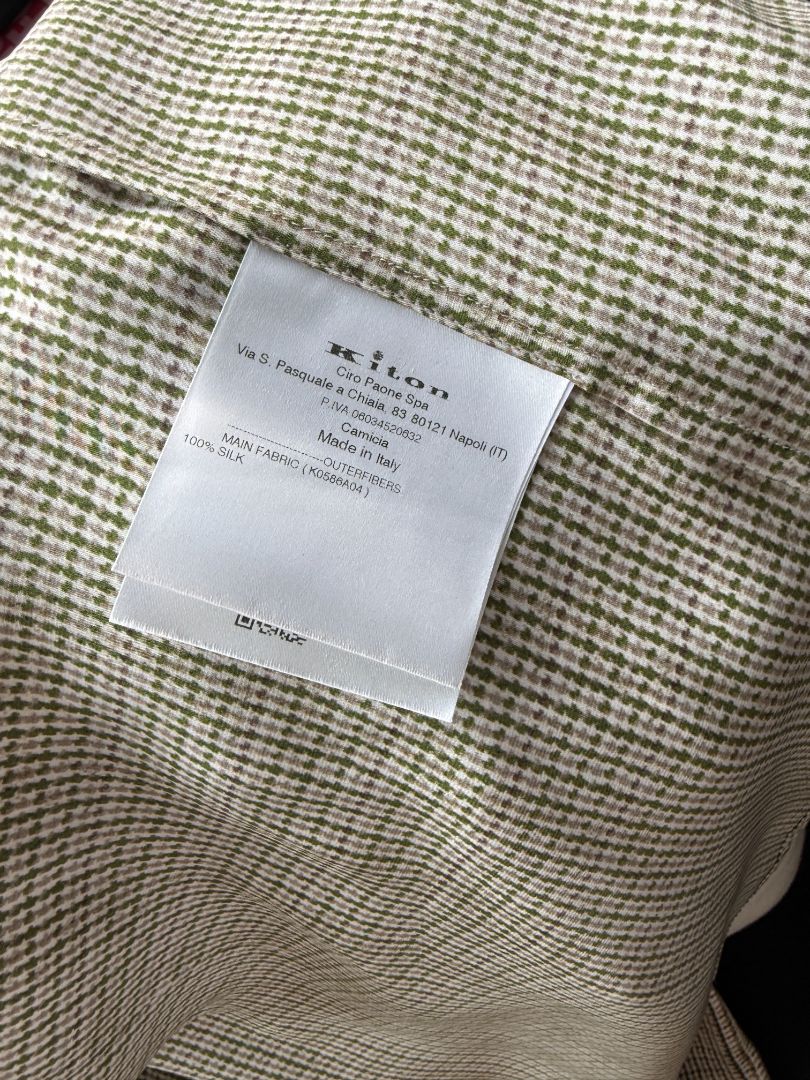 Kiton
Ciro Paone Spa
Via S. Pasquale a Chiaia, 83 80121 Napoli (IT)
P.IVA 06034520632
Camicia
Made in Italy
--------------------OUTERFIBERS
MAIN FABRIC ( K0586A04 )
100% SILK